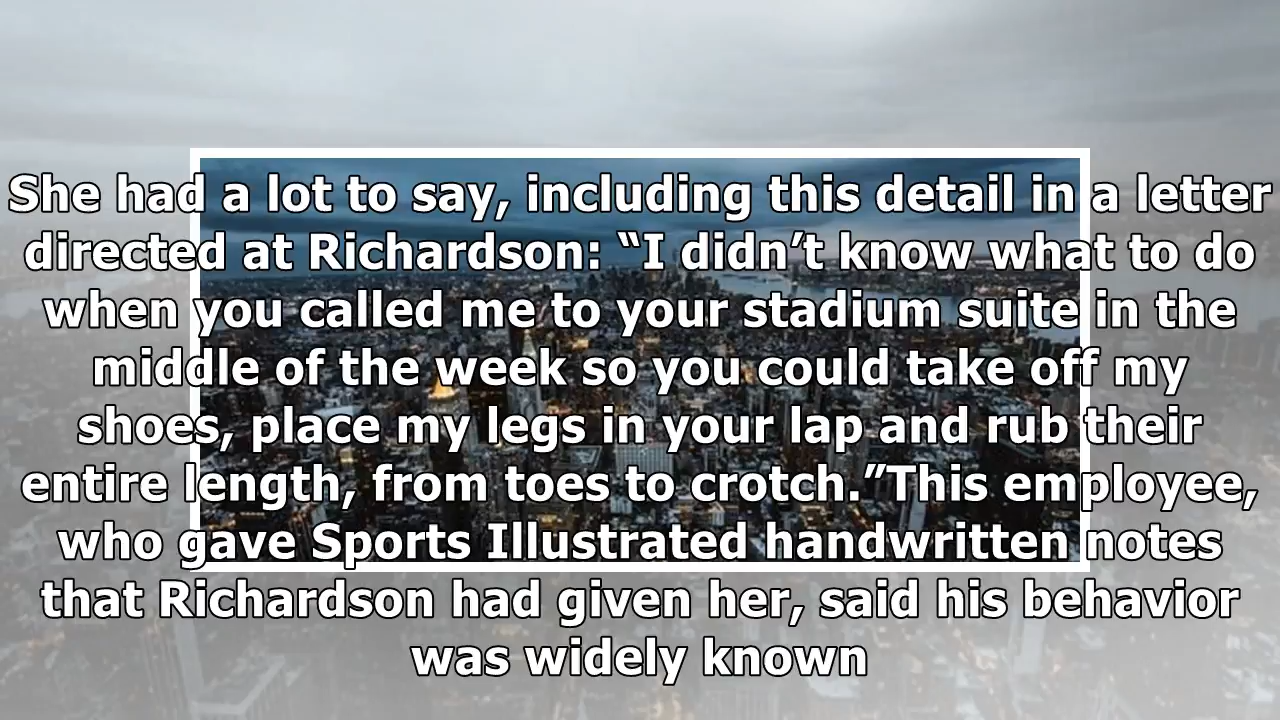 She had a lot to say, including this detail in a letter
directed at Richardson: “I didn’t know what to do
when you called me to your stadium suite in the
middle of the week so you could take off my
shoes, place my legs in your lap and rub their
entire length, from toes to crotch.”This employee,
who gave Sports Illustrated handwritten notes
that Richardson had given her, said his behavior
was widely known